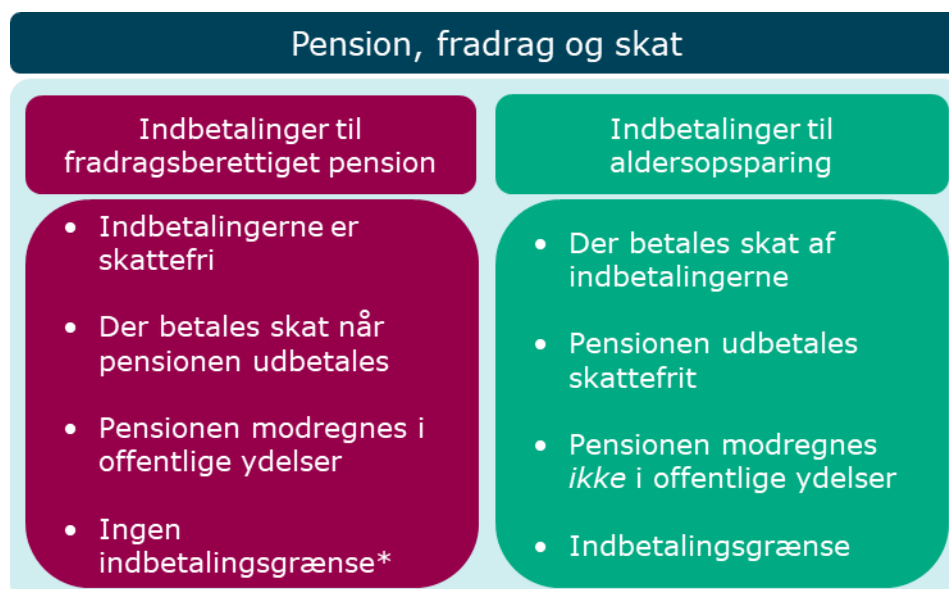 Pension, fradrag og skat
Indbetalinger til
fradragsberettiget pension
• Indbetalingerne er
skattefri
• Der betales skat når
pensionen udbetales
• Pensionen modregnes i
offentlige ydelser
• Ingen
indbetalingsgrænse*
Indbetalinger til
aldersopsparing
• Der betales skat af
indbetalingerne
• Pensionen udbetales
skattefrit
• Pensionen modregnes
ikke i offentlige ydelser
• Indbetalingsgrænse